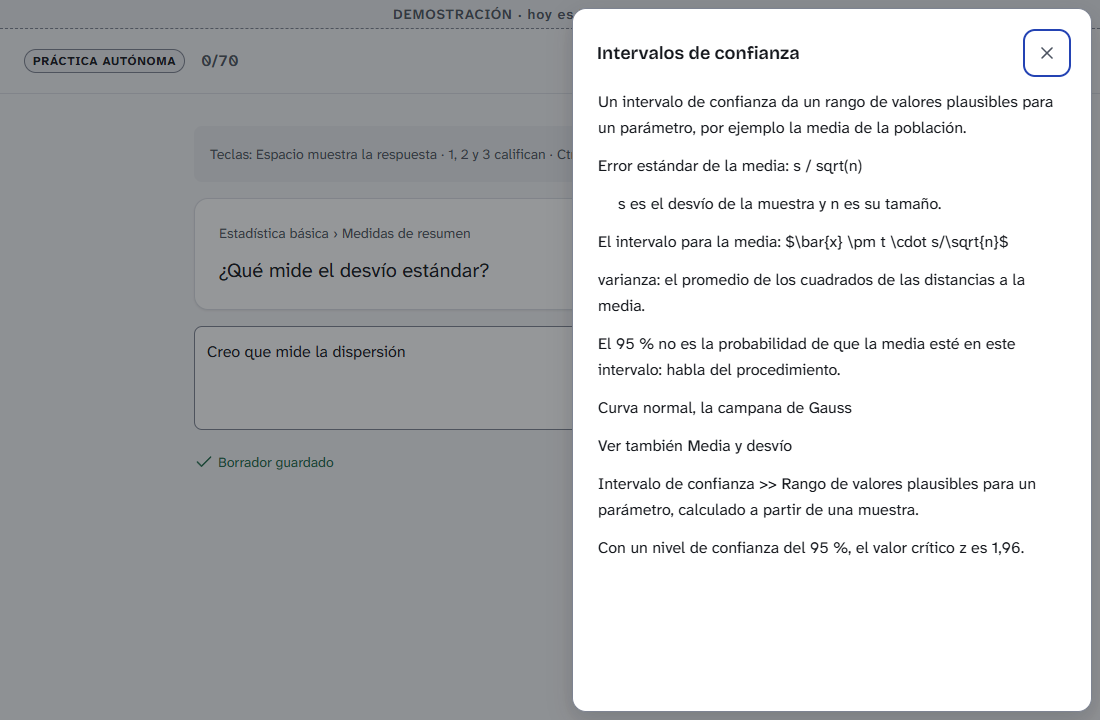 DEMOSTRACIÓN · hoy es
PRÁCTICA AUTÓNOMA 0/70
Teclas: Espacio muestra la respuesta · 1, 2 y 3 califican ·
Estadística básica › Medidas de resumen
¿Qué mide el desvío estándar?
Creo que mide la dispersión
Borrador guardado
Intervalos de confianza
Un intervalo de confianza da un rango de valores plausibles para
un parámetro, por ejemplo la media de la población.
Error estándar de la media: s / sqrt(n)
s es el desvío de la muestra y n es su tamaño.
El intervalo para la media: $\bar{x} \pm t \cdot s/\sqrt{n}$
varianza: el promedio de los cuadrados de las distancias a la
media.
El 95 % no es la probabilidad de que la media esté en este
intervalo: habla del procedimiento.
Curva normal, la campana de Gauss
Ver también Media y desvío
Intervalo de confianza >> Rango de valores plausibles para un
parámetro, calculado a partir de una muestra.
Con un nivel de confianza del 95 %, el valor crítico z es 1,96.